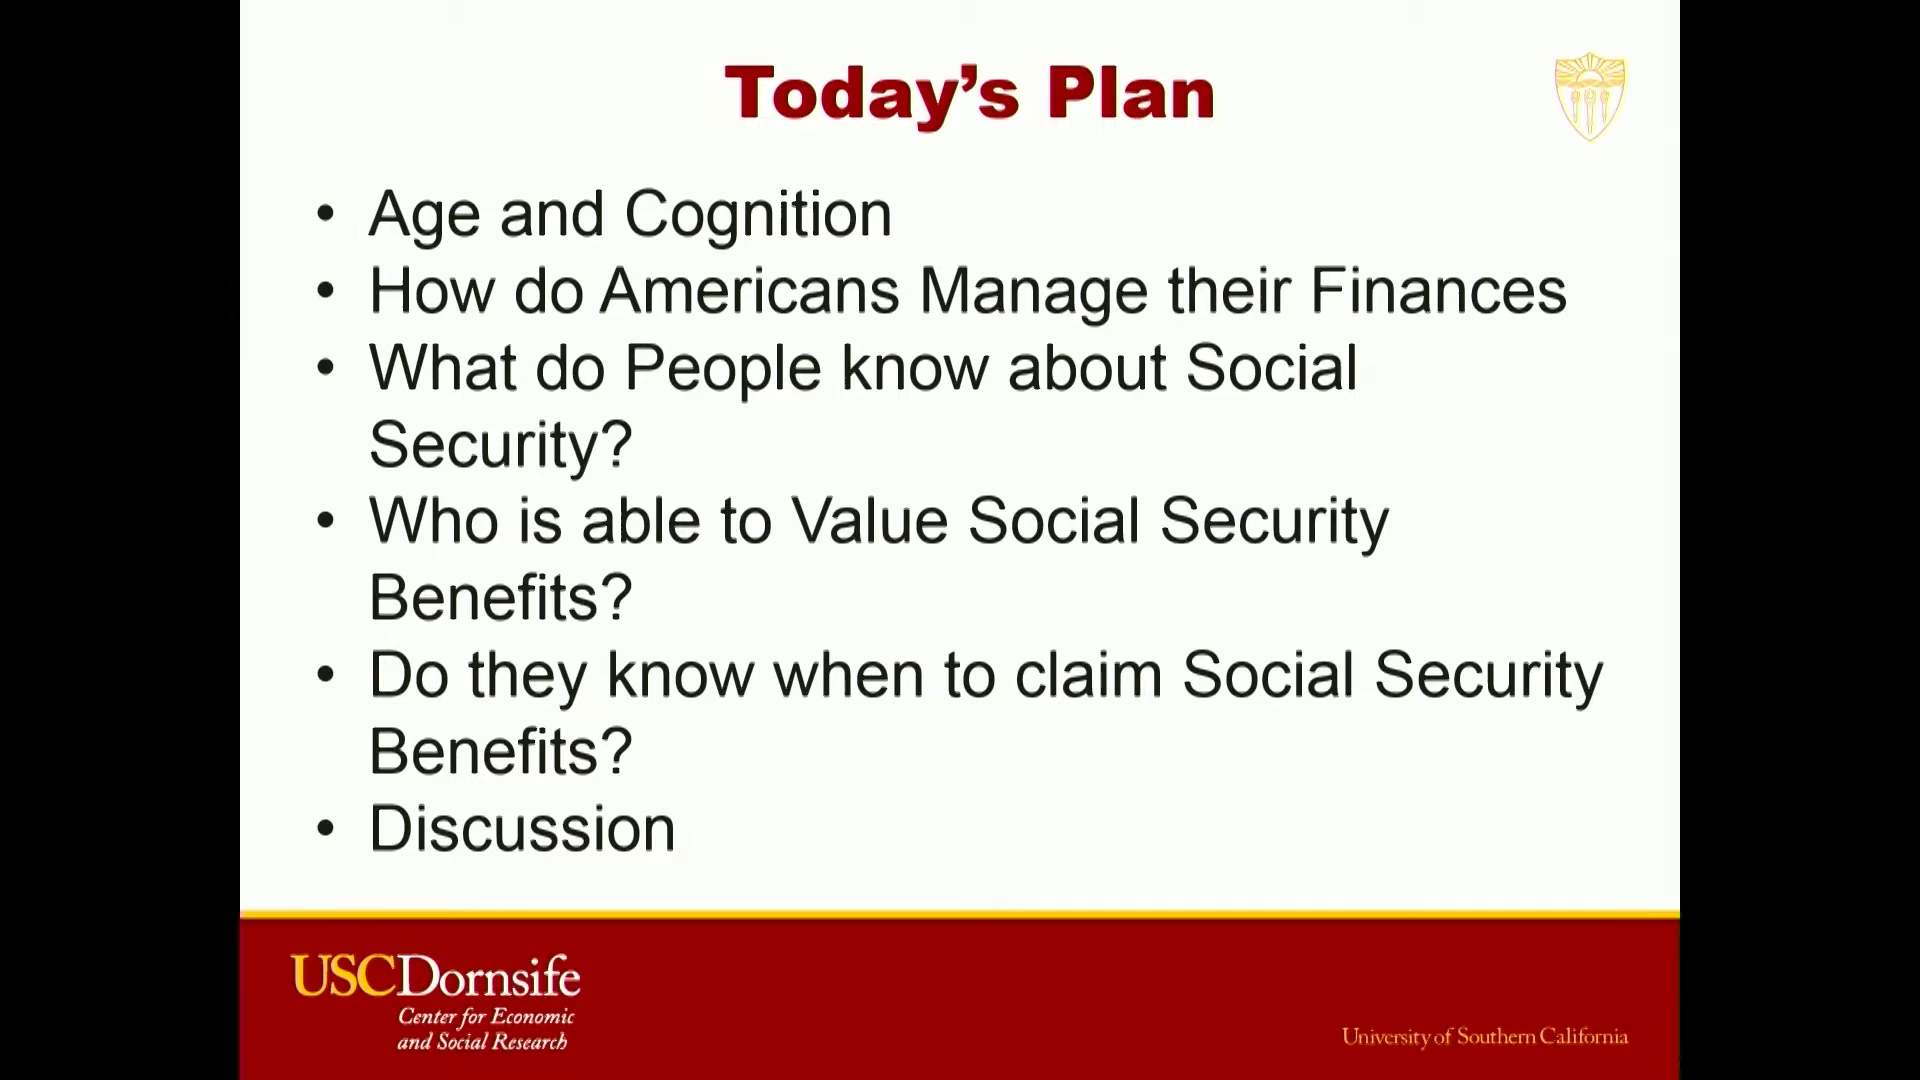 Today’s Plan
• Age and Cognition
• How do Americans Manage their Finances
• What do People know about Social
Security?
• Who is able to Value Social Security
Benefits?
• Do they know when to claim Social Security
Benefits?
• Discussion
USCDornsife
Center for Economic
and Social Research
University of Southern California